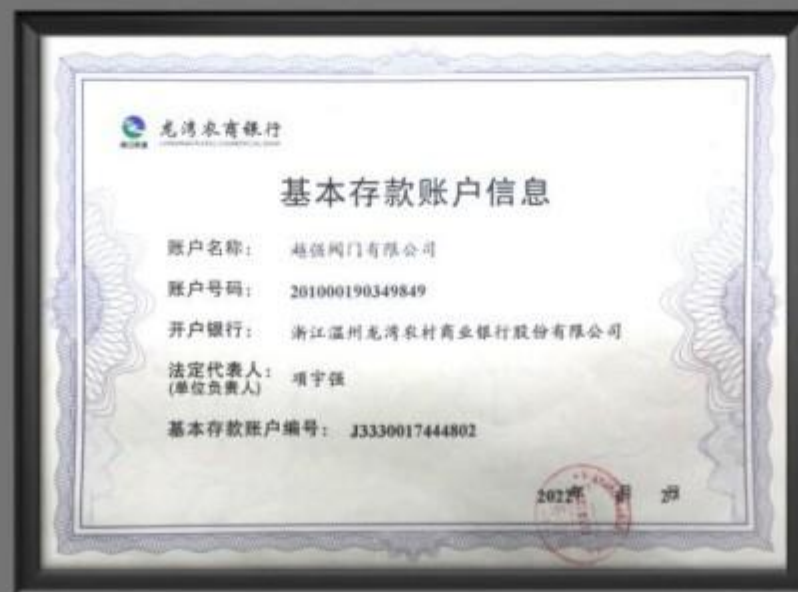 龙湾农商银行
基本存款账户信息
账户名称: 越强阀门有限公司
账户号码: 201000190349849
开户银行: 浙江温州龙湾农村商业银行股份有限公司
法定代表人: 项宇强
(单位负责人)
基本存款账户编号: J3330017444802
2022年 月 2日